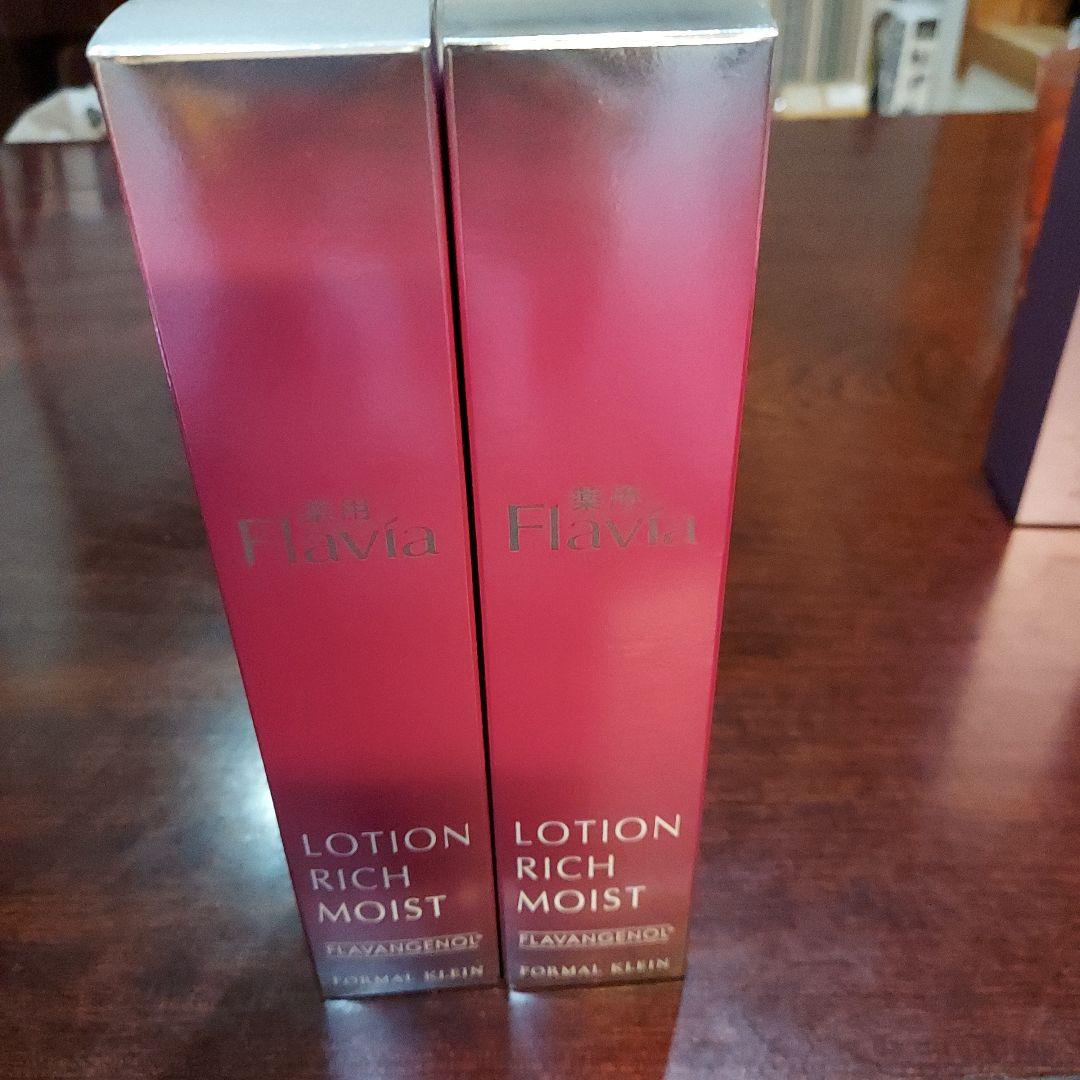 薬用
Flavía
LOTION
RICH
MOIST
FLAVANGENOL®
FORMAL KLEIN
薬用
Flavía
LOTION
RICH
MOIST
FLAVANGENOL®
FORMAL KLEIN